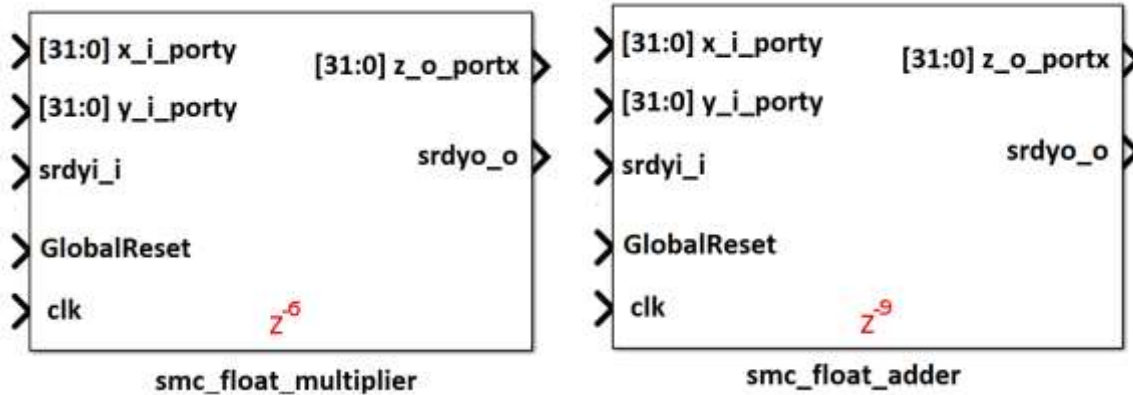 [31:0] x_i_porty
[31:0] z_o_portx
[31:0] y_i_porty
srdyo_o
srdyi_i
GlobalReset
clk
Z-6
smc_float_multiplier
[31:0] x_i_porty
[31:0] z_o_portx
[31:0] y_i_porty
srdyo_o
srdyi_i
GlobalReset
clk
Z-9
smc_float_adder